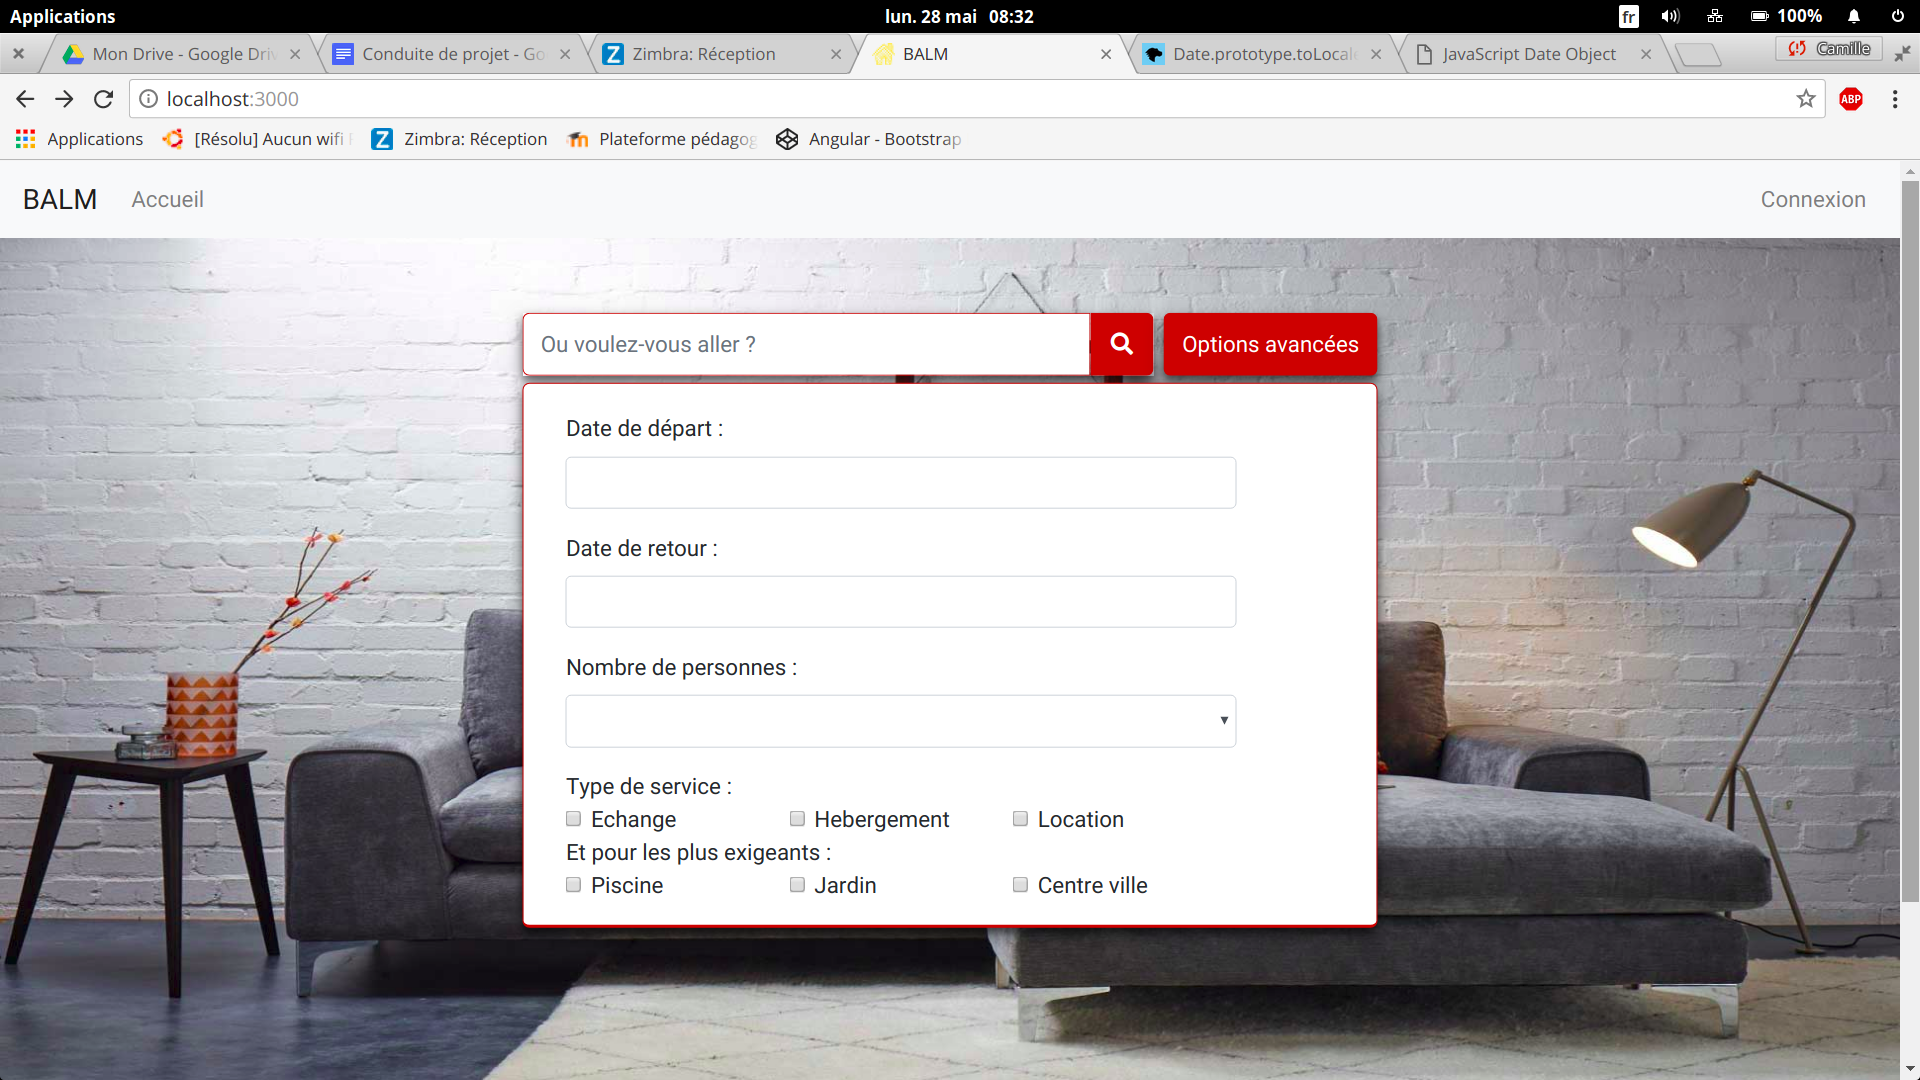 Applications
lun. 28 mai 08:32
fr
100%
Mon Drive - Google Dri
Conduite de projet - Go
Zimbra: Réception
BALM
Date.prototype.toLocale
JavaScript Date Object
Camille
localhost:3000
ABP
Applications
[Résolu] Aucun wifi
Zimbra: Réception
Plateforme pédagog
Angular - Bootstrap
BALM
Accueil
Connexion
Ou voulez-vous aller ?
Options avancées
Date de départ :
Date de retour :
Nombre de personnes :
Type de service :
Echange
Hebergement
Location
Et pour les plus exigeants :
Piscine
Jardin
Centre ville